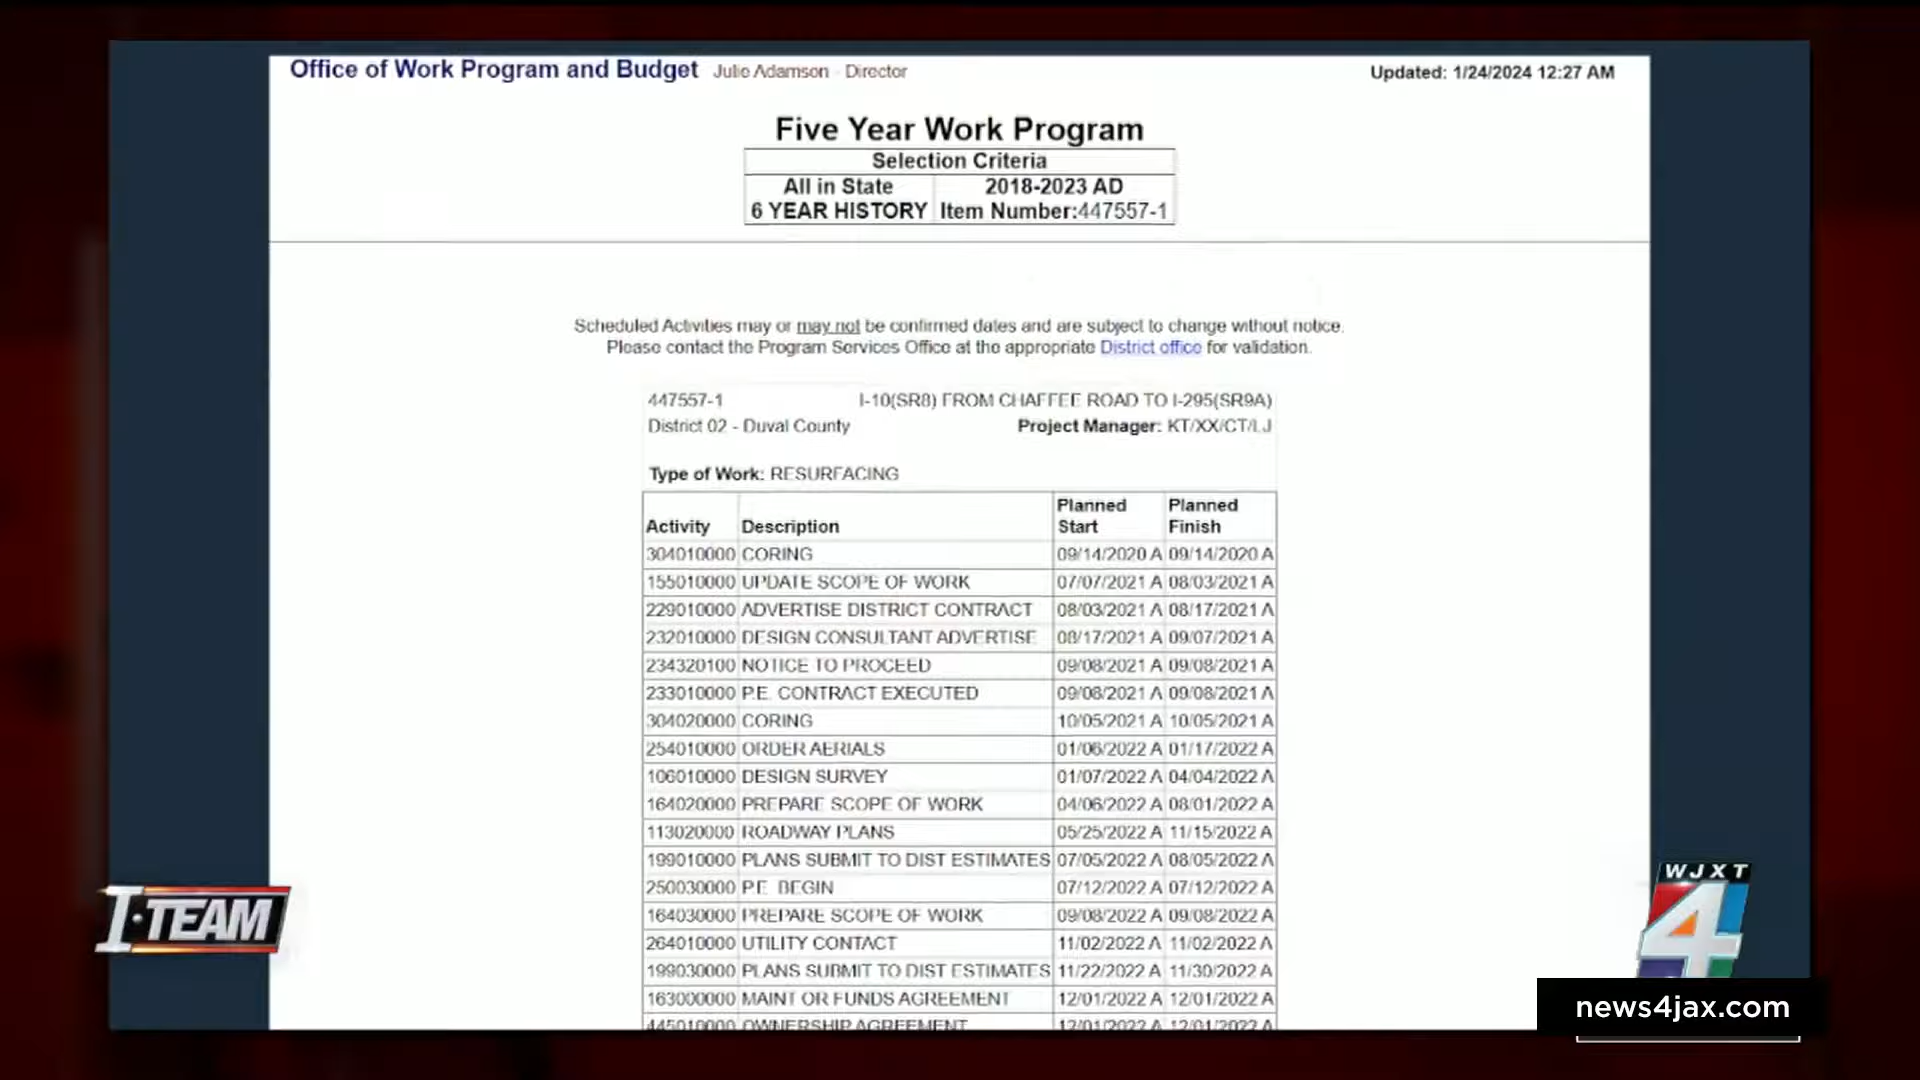 Office of Work Program and Budget Julie Adamson - Director
Updated: 1/24/2024 12:27 AM
Five Year Work Program
Selection Criteria
All in State 2018-2023 AD
6 YEAR HISTORY Item Number:447557-1
Scheduled Activities may or may not be confirmed dates and are subject to change without notice.
Please contact the Program Services Office at the appropriate District office for validation.
447557-1 I-10(SR8) FROM CHAFFEE ROAD TO I-295(SR9A)
District 02 - Duval County Project Manager: KT/XX/CT/LJ
Type of Work: RESURFACING
Activity Description Planned Start Planned Finish
304010000 CORING 09/14/2020 A 09/14/2020 A
155010000 UPDATE SCOPE OF WORK 07/07/2021 A 08/03/2021 A
229010000 ADVERTISE DISTRICT CONTRACT 08/03/2021 A 08/17/2021 A
232010000 DESIGN CONSULTANT ADVERTISE 08/17/2021 A 09/07/2021 A
234320100 NOTICE TO PROCEED 09/08/2021 A 09/08/2021 A
233010000 P.E. CONTRACT EXECUTED 09/08/2021 A 09/08/2021 A
304020000 CORING 10/05/2021 A 10/05/2021 A
254010000 ORDER AERIALS 01/06/2022 A 01/17/2022 A
106010000 DESIGN SURVEY 01/07/2022 A 04/04/2022 A
164020000 PREPARE SCOPE OF WORK 04/06/2022 A 08/01/2022 A
113020000 ROADWAY PLANS 05/25/2022 A 11/15/2022 A
199010000 PLANS SUBMIT TO DIST ESTIMATES 07/05/2022 A 08/05/2022 A
250030000 P.E. BEGIN 07/12/2022 A 07/12/2022 A
164030000 PREPARE SCOPE OF WORK 09/08/2022 A 09/08/2022 A
264010000 UTILITY CONTACT 11/02/2022 A 11/02/2022 A
199030000 PLANS SUBMIT TO DIST ESTIMATES 11/22/2022 A 11/30/2022 A
163000000 MAINT OR FUNDS AGREEMENT 12/01/2022 A 12/01/2022 A
445010000 OWNERSHIP AGREEMENT 12/01/2022 A 12/01/2022 A
I-TEAM
WJXT
4
news4jax.com